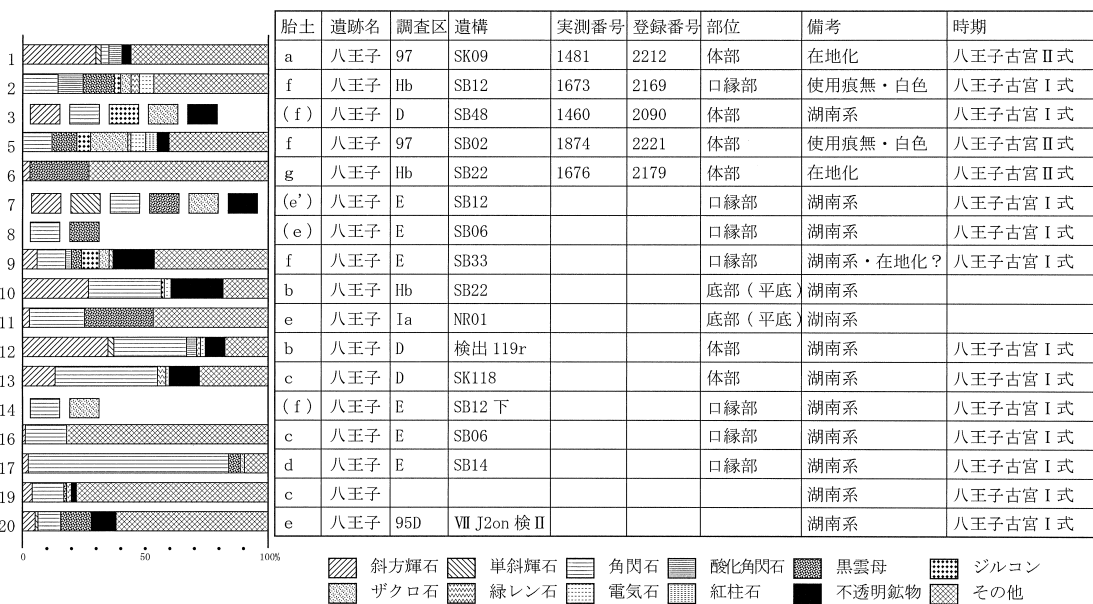 胎土 遺跡名 調査区 遺構 実測番号 登録番号 部位 備考 時期
1 a 八王子 97 SK09 1481 2212 体部 在地化 八王子古宮Ⅱ式
2 f 八王子 Hb SB12 1673 2169 口縁部 使用痕無・白色 八王子古宮Ⅰ式
3 (f) 八王子 D SB48 1460 2090 体部 湖南系 八王子古宮Ⅰ式
5 f 八王子 97 SB02 1874 2221 体部 使用痕無・白色 八王子古宮Ⅱ式
6 g 八王子 Hb SB22 1676 2179 体部 在地化 八王子古宮Ⅱ式
7 (e') 八王子 E SB12 口縁部 湖南系 八王子古宮Ⅰ式
8 (e) 八王子 E SB06 口縁部 湖南系 八王子古宮Ⅰ式
9 f 八王子 E SB33 口縁部 湖南系・在地化? 八王子古宮Ⅰ式
10 b 八王子 Hb SB22 底部(平底) 湖南系
11 e 八王子 Ia NR01 底部(平底) 湖南系
12 b 八王子 D 検出119r 体部 湖南系 八王子古宮Ⅰ式
13 c 八王子 D SK118 体部 湖南系 八王子古宮Ⅰ式
14 (f) 八王子 E SB12下 口縁部 湖南系 八王子古宮Ⅰ式
16 c 八王子 E SB06 口縁部 湖南系 八王子古宮Ⅰ式
17 d 八王子 E SB14 口縁部 湖南系 八王子古宮Ⅰ式
19 c 八王子 湖南系 八王子古宮Ⅰ式
20 e 八王子 95D Ⅶ J2on 検Ⅱ 湖南系 八王子古宮Ⅰ式
0 50 100%
斜方輝石 単斜輝石 角閃石 酸化角閃石 黒雲母 ジルコン
ザクロ石 緑レン石 電気石 紅柱石 不透明鉱物 その他